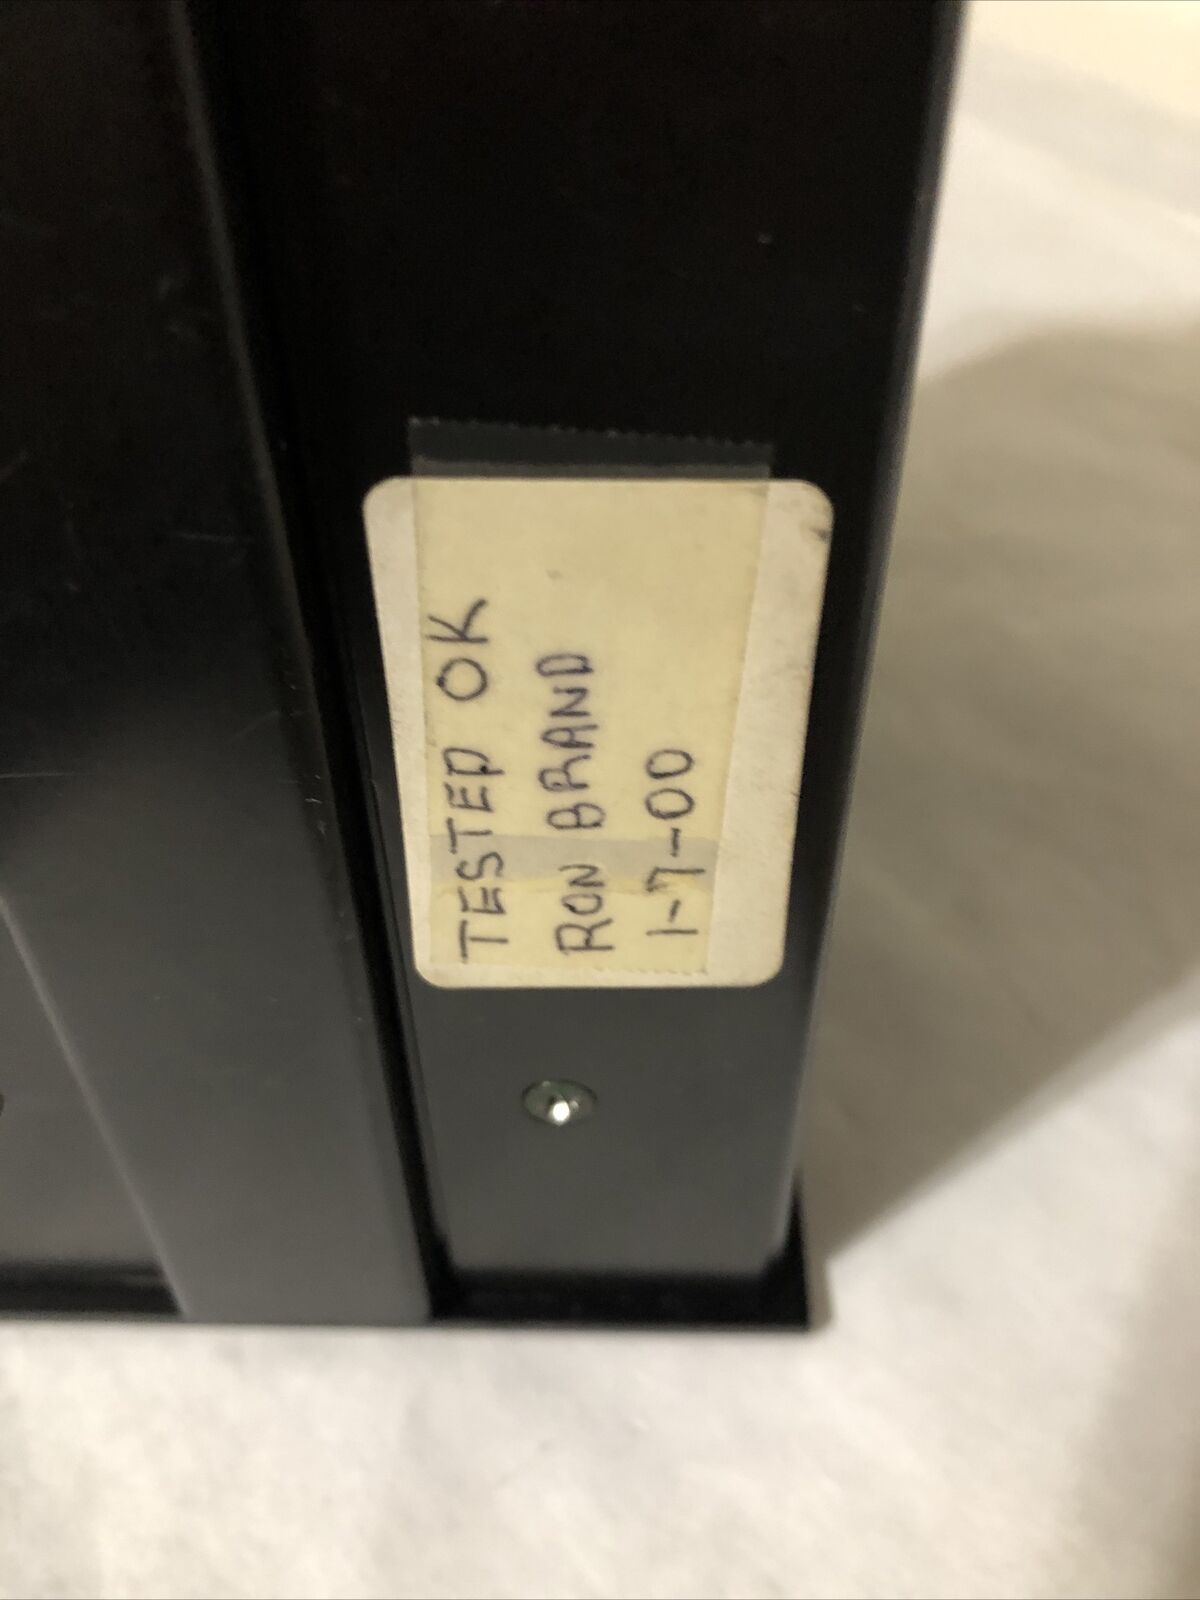 TESTED OK
RON BRAND
1-7-00